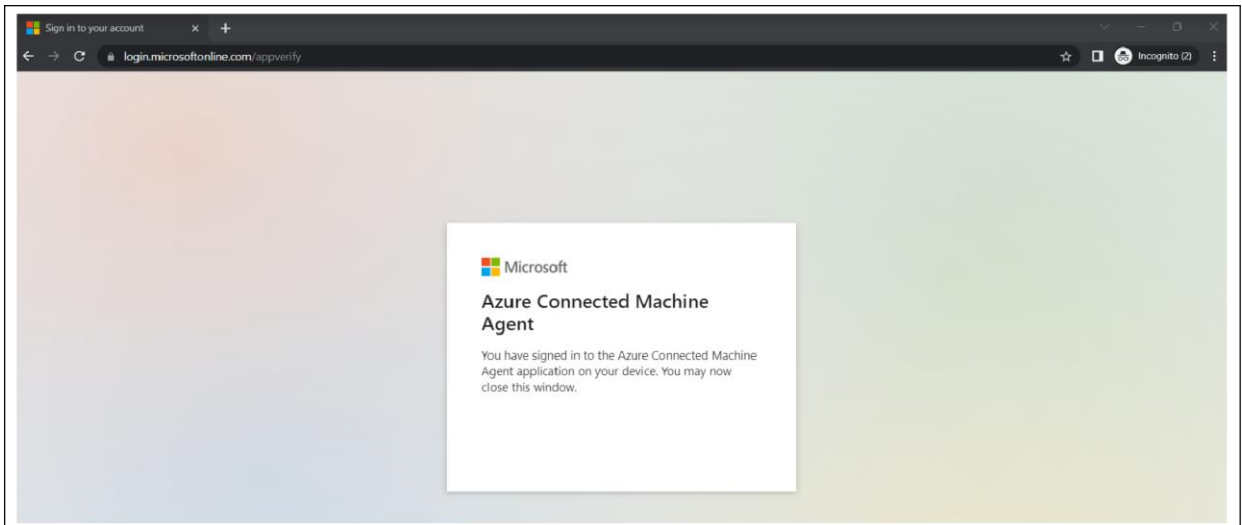 Sign in to your account
login.microsoftonline.com/appverify
Incognito (2)
Microsoft
Azure Connected Machine
Agent
You have signed in to the Azure Connected Machine
Agent application on your device. You may now
close this window.